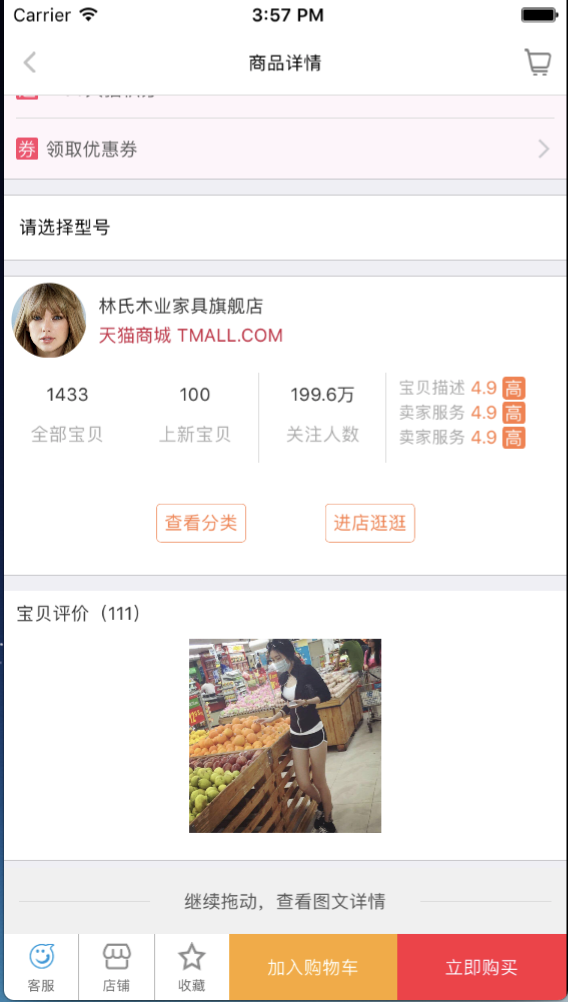 Carrier 3:57 PM
商品详情
券 领取优惠券
请选择型号
林氏木业家具旗舰店
天猫商城 TMALL.COM
1433 100 199.6万
全部宝贝 上新宝贝 关注人数
宝贝描述 4.9 高
卖家服务 4.9 高
卖家服务 4.9 高
查看分类 进店逛逛
宝贝评价（111）
继续拖动，查看图文详情
客服 店铺 收藏 加入购物车 立即购买